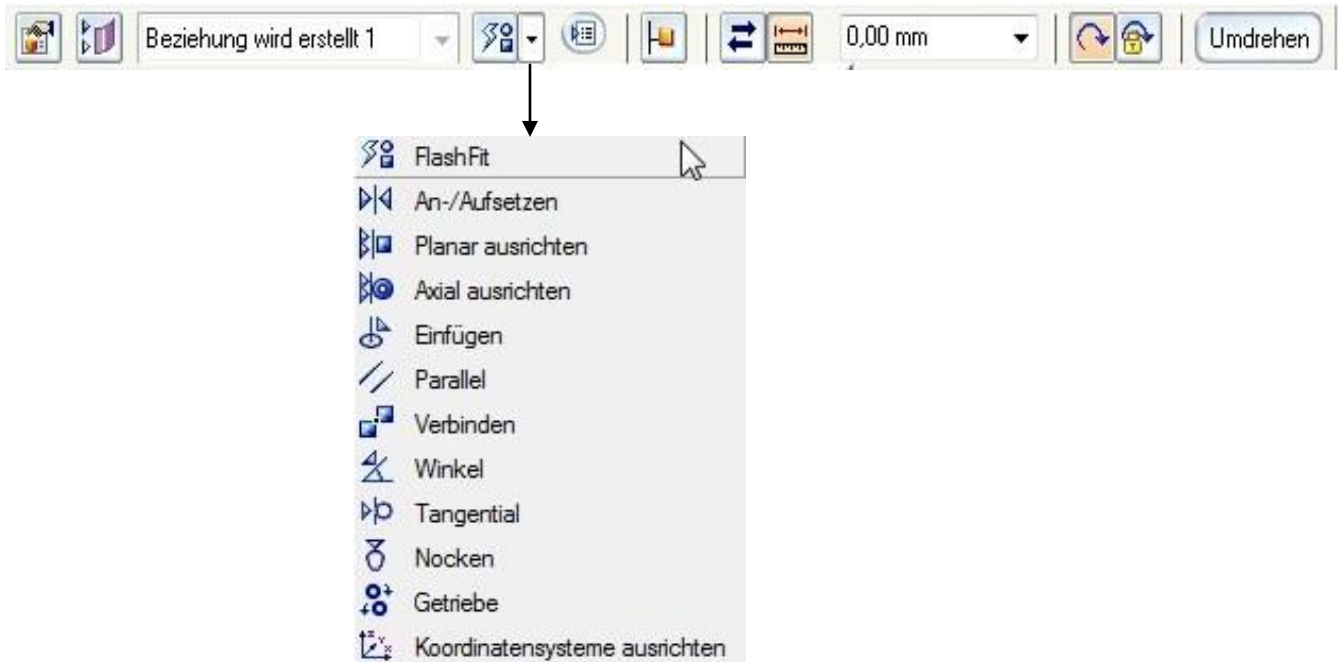 Beziehung wird erstellt 1
0,00 mm
Umdrehen
FlashFit
An-/Aufsetzen
Planar ausrichten
Axial ausrichten
Einfügen
Parallel
Verbinden
Winkel
Tangential
Nocken
Getriebe
Koordinatensysteme ausrichten